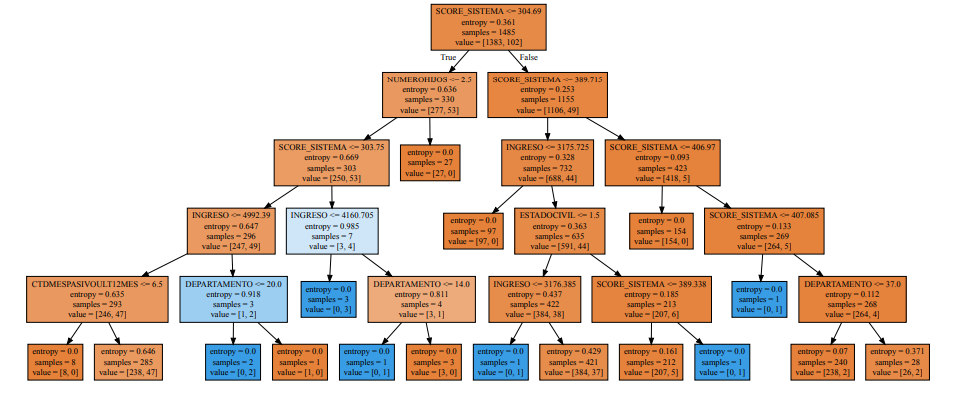 SCORE_SISTEMA <= 304.69
entropy = 0.361
samples = 1485
value = [1383, 102]
True
False
NUMEROHIJOS <= 2.5
entropy = 0.636
samples = 330
value = [277, 53]
SCORE_SISTEMA <= 389.715
entropy = 0.253
samples = 1155
value = [1106, 49]
SCORE_SISTEMA <= 303.75
entropy = 0.669
samples = 303
value = [250, 53]
entropy = 0.0
samples = 27
value = [27, 0]
INGRESO <= 3175.725
entropy = 0.328
samples = 732
value = [688, 44]
SCORE_SISTEMA <= 406.97
entropy = 0.093
samples = 423
value = [418, 5]
INGRESO <= 4992.39
entropy = 0.647
samples = 296
value = [247, 49]
INGRESO <= 4160.705
entropy = 0.985
samples = 7
value = [3, 4]
entropy = 0.0
samples = 97
value = [97, 0]
ESTADOCIVIL <= 1.5
entropy = 0.363
samples = 635
value = [591, 44]
entropy = 0.0
samples = 154
value = [154, 0]
SCORE_SISTEMA <= 407.085
entropy = 0.133
samples = 269
value = [264, 5]
CTDMESPASIVOULT12MES <= 6.5
entropy = 0.635
samples = 293
value = [246, 47]
DEPARTAMENTO <= 20.0
entropy = 0.918
samples = 3
value = [1, 2]
entropy = 0.0
samples = 3
value = [0, 3]
DEPARTAMENTO <= 14.0
entropy = 0.811
samples = 4
value = [3, 1]
INGRESO <= 3176.385
entropy = 0.437
samples = 422
value = [384, 38]
SCORE_SISTEMA <= 389.338
entropy = 0.185
samples = 213
value = [207, 6]
entropy = 0.0
samples = 1
value = [0, 1]
DEPARTAMENTO <= 37.0
entropy = 0.112
samples = 268
value = [264, 4]
entropy = 0.0
samples = 8
value = [8, 0]
entropy = 0.646
samples = 285
value = [238, 47]
entropy = 0.0
samples = 2
value = [0, 2]
entropy = 0.0
samples = 1
value = [1, 0]
entropy = 0.0
samples = 1
value = [0, 1]
entropy = 0.0
samples = 3
value = [3, 0]
entropy = 0.0
samples = 1
value = [0, 1]
entropy = 0.429
samples = 421
value = [384, 37]
entropy = 0.161
samples = 212
value = [207, 5]
entropy = 0.0
samples = 1
value = [0, 1]
entropy = 0.07
samples = 240
value = [238, 2]
entropy = 0.371
samples = 28
value = [26, 2]